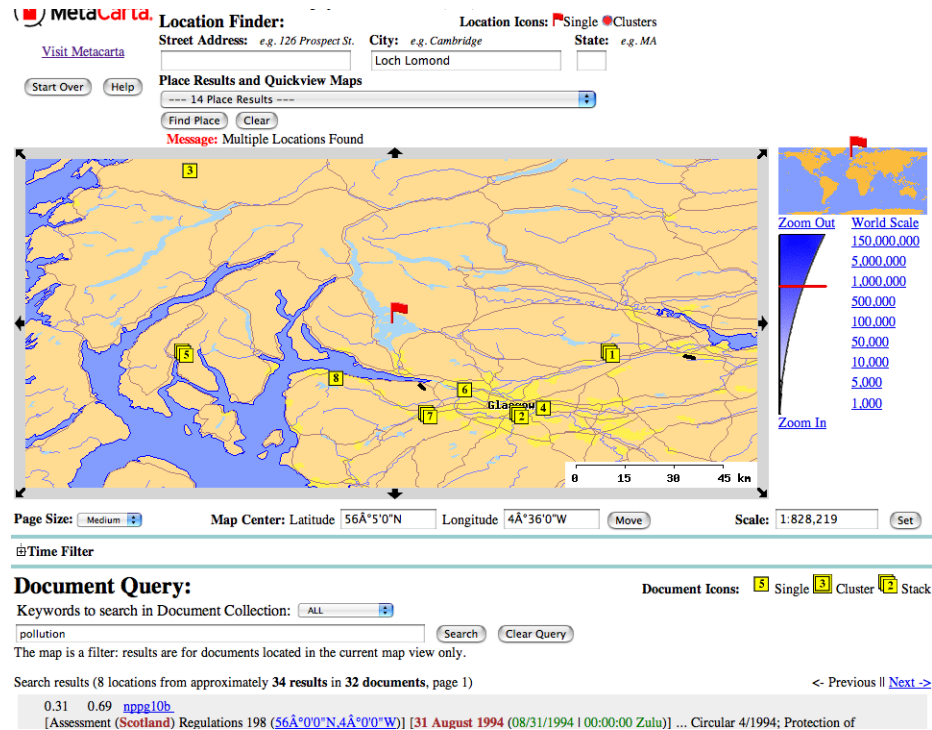 MetaCarta.
Location Finder:
Location Icons: Single Clusters
Street Address: e.g. 126 Prospect St. City: e.g. Cambridge State: e.g. MA
Visit Metacarta
Loch Lomond
Start Over Help
Place Results and Quickview Maps
--- 14 Place Results ---
Find Place Clear
Message: Multiple Locations Found
3
Zoom Out World Scale
150,000,000
5,000,000
1,000,000
500,000
100,000
50,000
10,000
5,000
1,000
Zoom In
5
1
8
6
Glasgow 4
7
2
0 15 30 45 km
Page Size: Medium Map Center: Latitude 56Â°5'0"N Longitude 4Â°36'0"W Move Scale: 1:828,219 Set
Time Filter
Document Query:
Document Icons: 5 Single 3 Cluster 2 Stack
Keywords to search in Document Collection: ALL
pollution Search Clear Query
The map is a filter: results are for documents located in the current map view only.
Search results (8 locations from approximately 34 results in 32 documents, page 1) <- Previous || Next ->
0.31 0.69 nppg10b
[Assessment (Scotland) Regulations 198 (56Â°0'0"N,4Â°0'0"W)] [31 August 1994 (08/31/1994 | 00:00:00 Zulu)] ... Circular 4/1994; Protection of